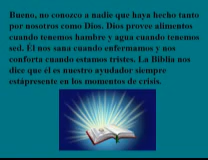 Bueno, no conozco a nadie que haya hecho tanto
por nosotros como Dios. Dios provee alimentos
cuando tenemos hambre y agua cuando tenemos
sed. Él nos sana cuando enfermamos y nos
conforta cuando estamos tristes. La Biblia nos
dice que él es nuestro ayudador siempre
estápresente en los momentos de crisis.